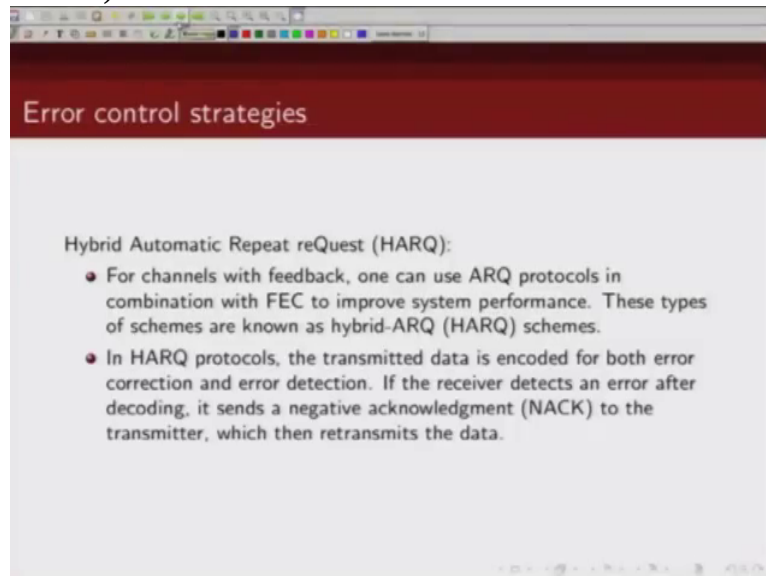 Error control strategies
Hybrid Automatic Repeat reQuest (HARQ):
For channels with feedback, one can use ARQ protocols in
combination with FEC to improve system performance. These types
of schemes are known as hybrid-ARQ (HARQ) schemes.
In HARQ protocols, the transmitted data is encoded for both error
correction and error detection. If the receiver detects an error after
decoding, it sends a negative acknowledgment (NACK) to the
transmitter, which then retransmits the data.